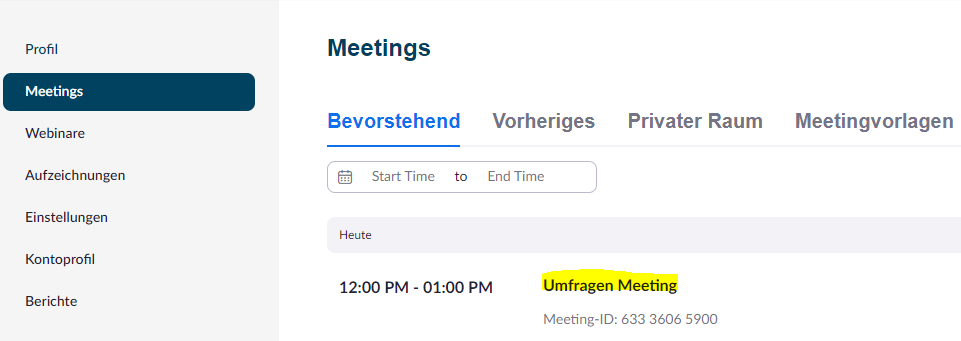 Profil
Meetings
Webinare
Aufzeichnungen
Einstellungen
Kontoprofil
Berichte
Meetings
Bevorstehend Vorheriges Privater Raum Meetingvorlagen
Start Time to End Time
Heute
12:00 PM - 01:00 PM Umfragen Meeting
Meeting-ID: 633 3606 5900